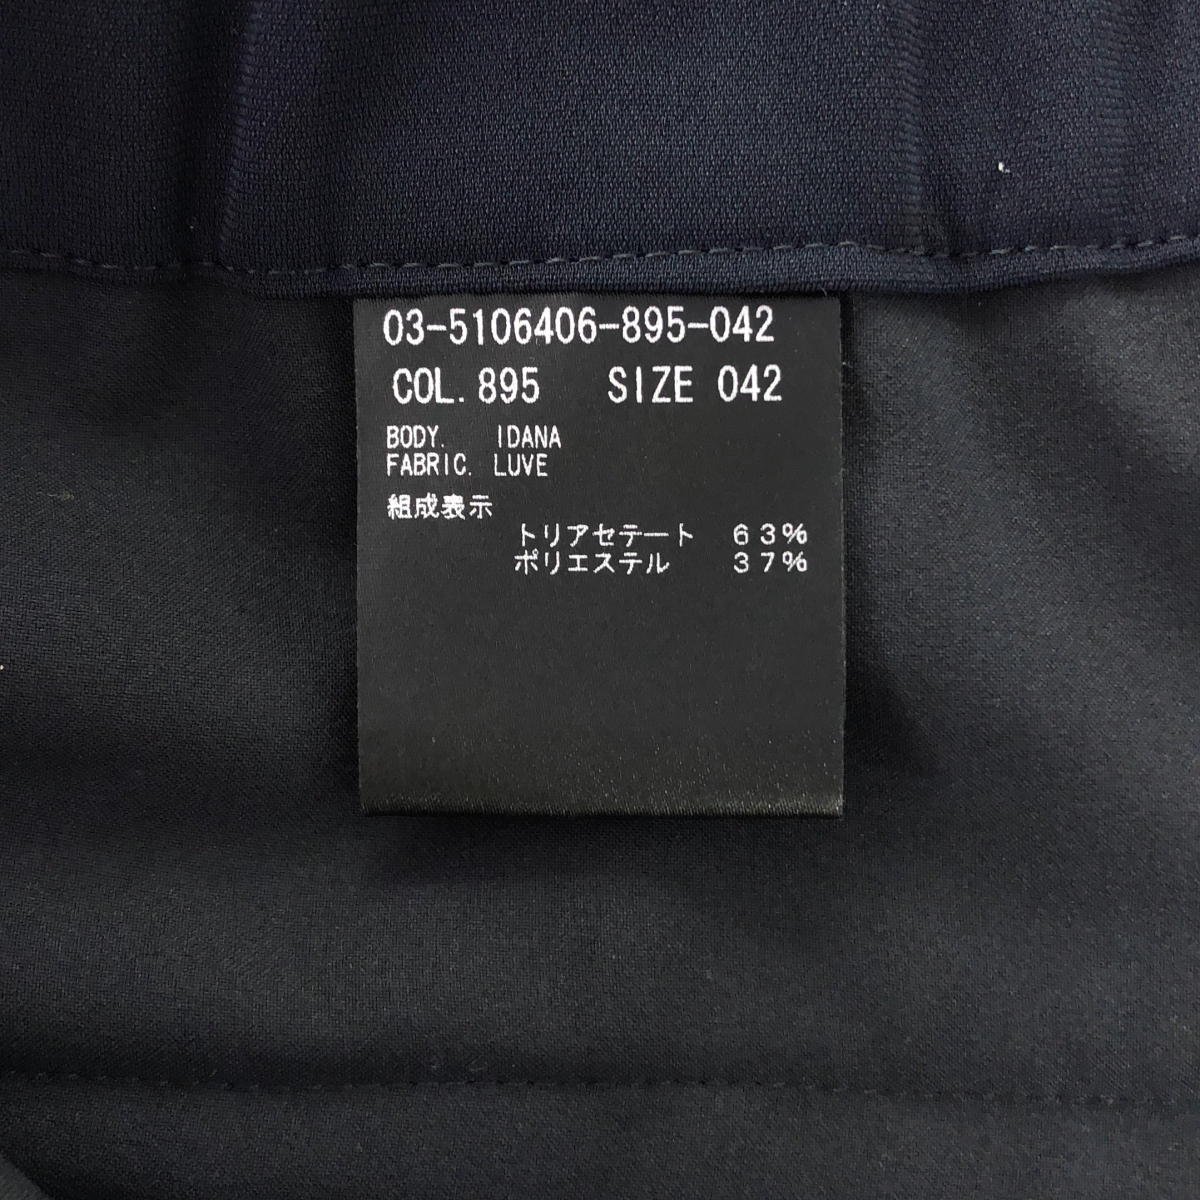 03-5106406-895-042
COL. 895 SIZE 042
BODY. IDANA
FABRIC. LUVE
組成表示
トリアセテート ６３％
ポリエステル ３７％